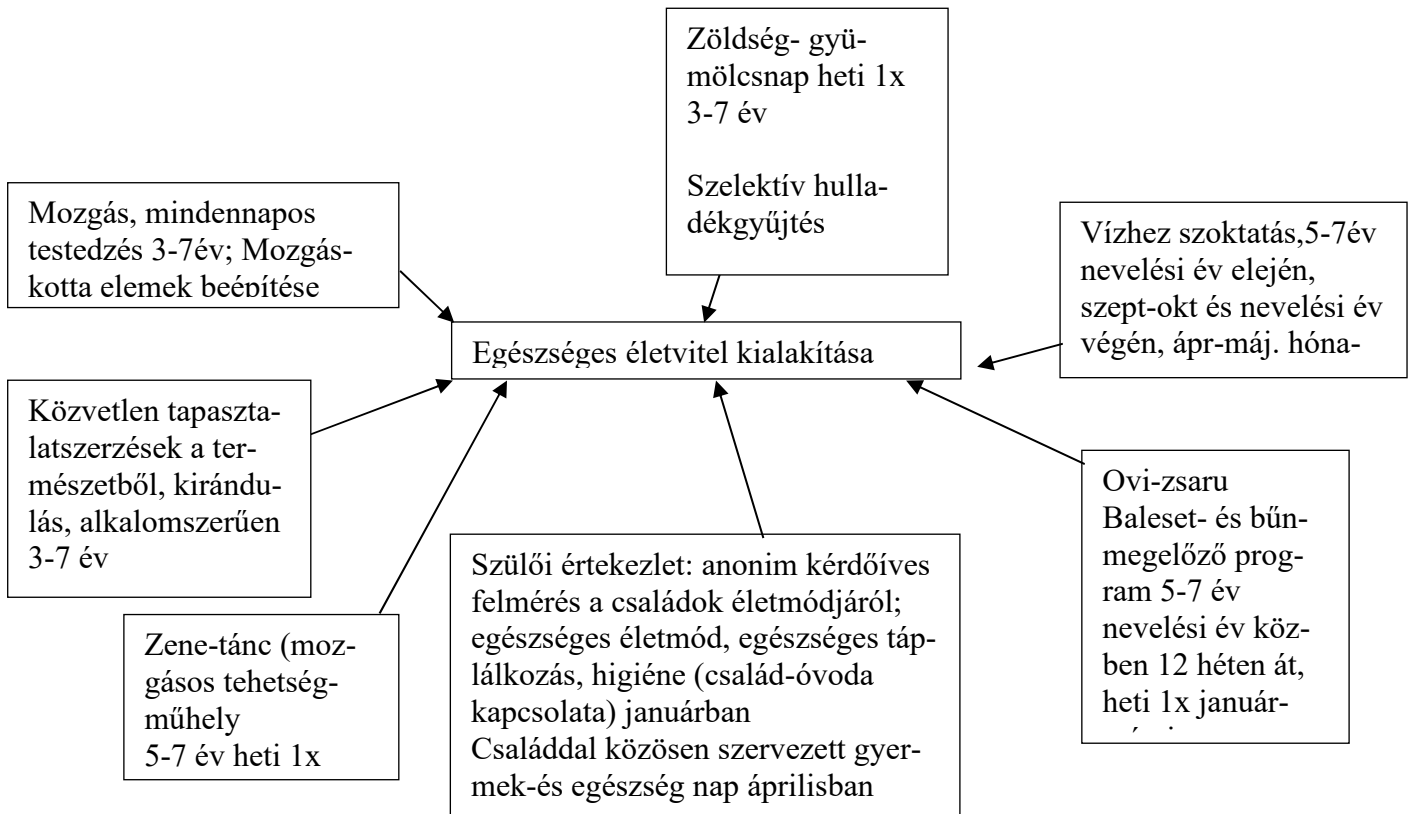 Zöldség- gyü-
mölcsnap heti 1x
3-7 év
Szelektív hulla-
dékgyűjtés
Mozgás, mindennapos
testedzés 3-7év; Mozgás-
kotta elemek beépítése
Vízhez szoktatás,5-7év
nevelési év elején,
szept-okt és nevelési év
végén, ápr-máj. hóna-
Egészséges életvitel kialakítása
Közvetlen tapaszta-
latszerzések a ter-
mészetből, kirándu-
lás, alkalomszerűen
3-7 év
Ovi-zsaru
Baleset- és bűn-
megelőző prog-
ram 5-7 év
nevelési év köz-
ben 12 héten át,
heti 1x január-
Szülői értekezlet: anonim kérdőíves
felmérés a családok életmódjáról;
egészséges életmód, egészséges táp-
lálkozás, higiéne (család-óvoda
kapcsolata) januárban
Családdal közösen szervezett gyer-
mek-és egészség nap áprilisban
Zene-tánc (moz-
gásos tehetség-
műhely
5-7 év heti 1x